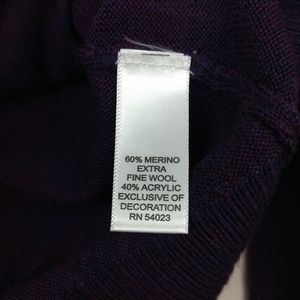 60% MERINO
EXTRA
FINE WOOL
40% ACRYLIC
EXCLUSIVE OF
DECORATION
RN 54023